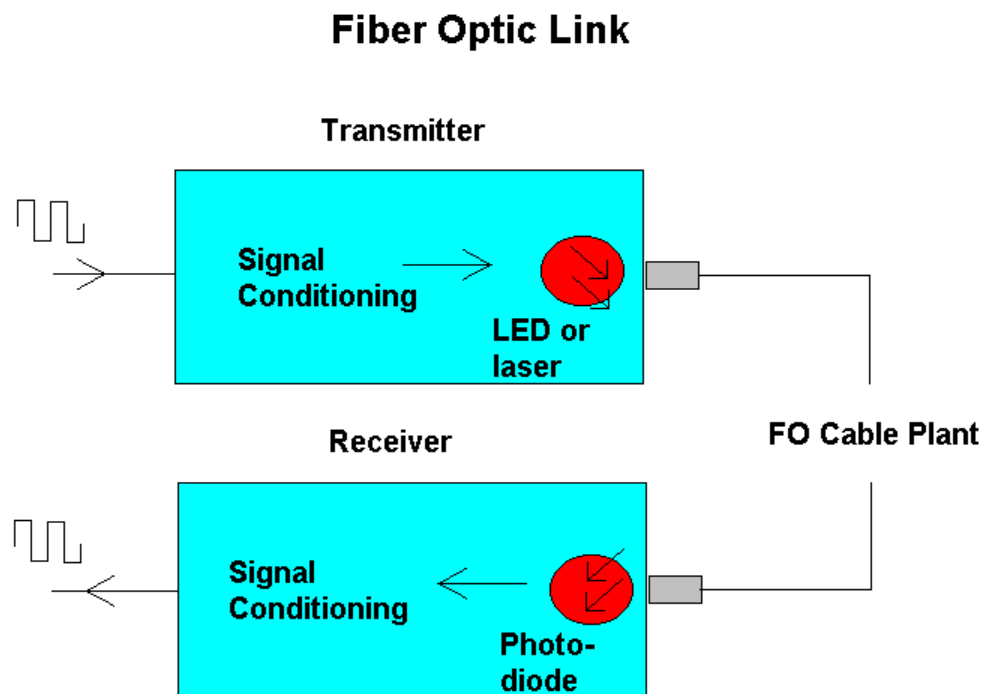 Fiber Optic Link
Transmitter
Signal
Conditioning
LED or
laser
FO Cable Plant
Receiver
Signal
Conditioning
Photo-
diode